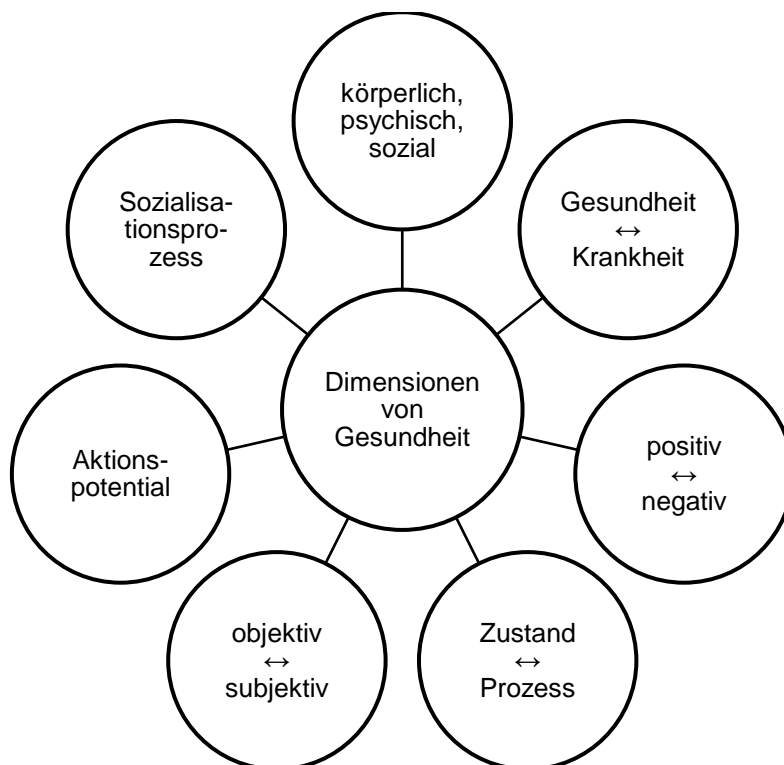 körperlich,
psychisch,
sozial
Gesundheit
↔
Krankheit
positiv
↔
negativ
Zustand
↔
Prozess
objektiv
↔
subjektiv
Aktions-
potential
Sozialisa-
tionspro-
zess
Dimensionen
von
Gesundheit